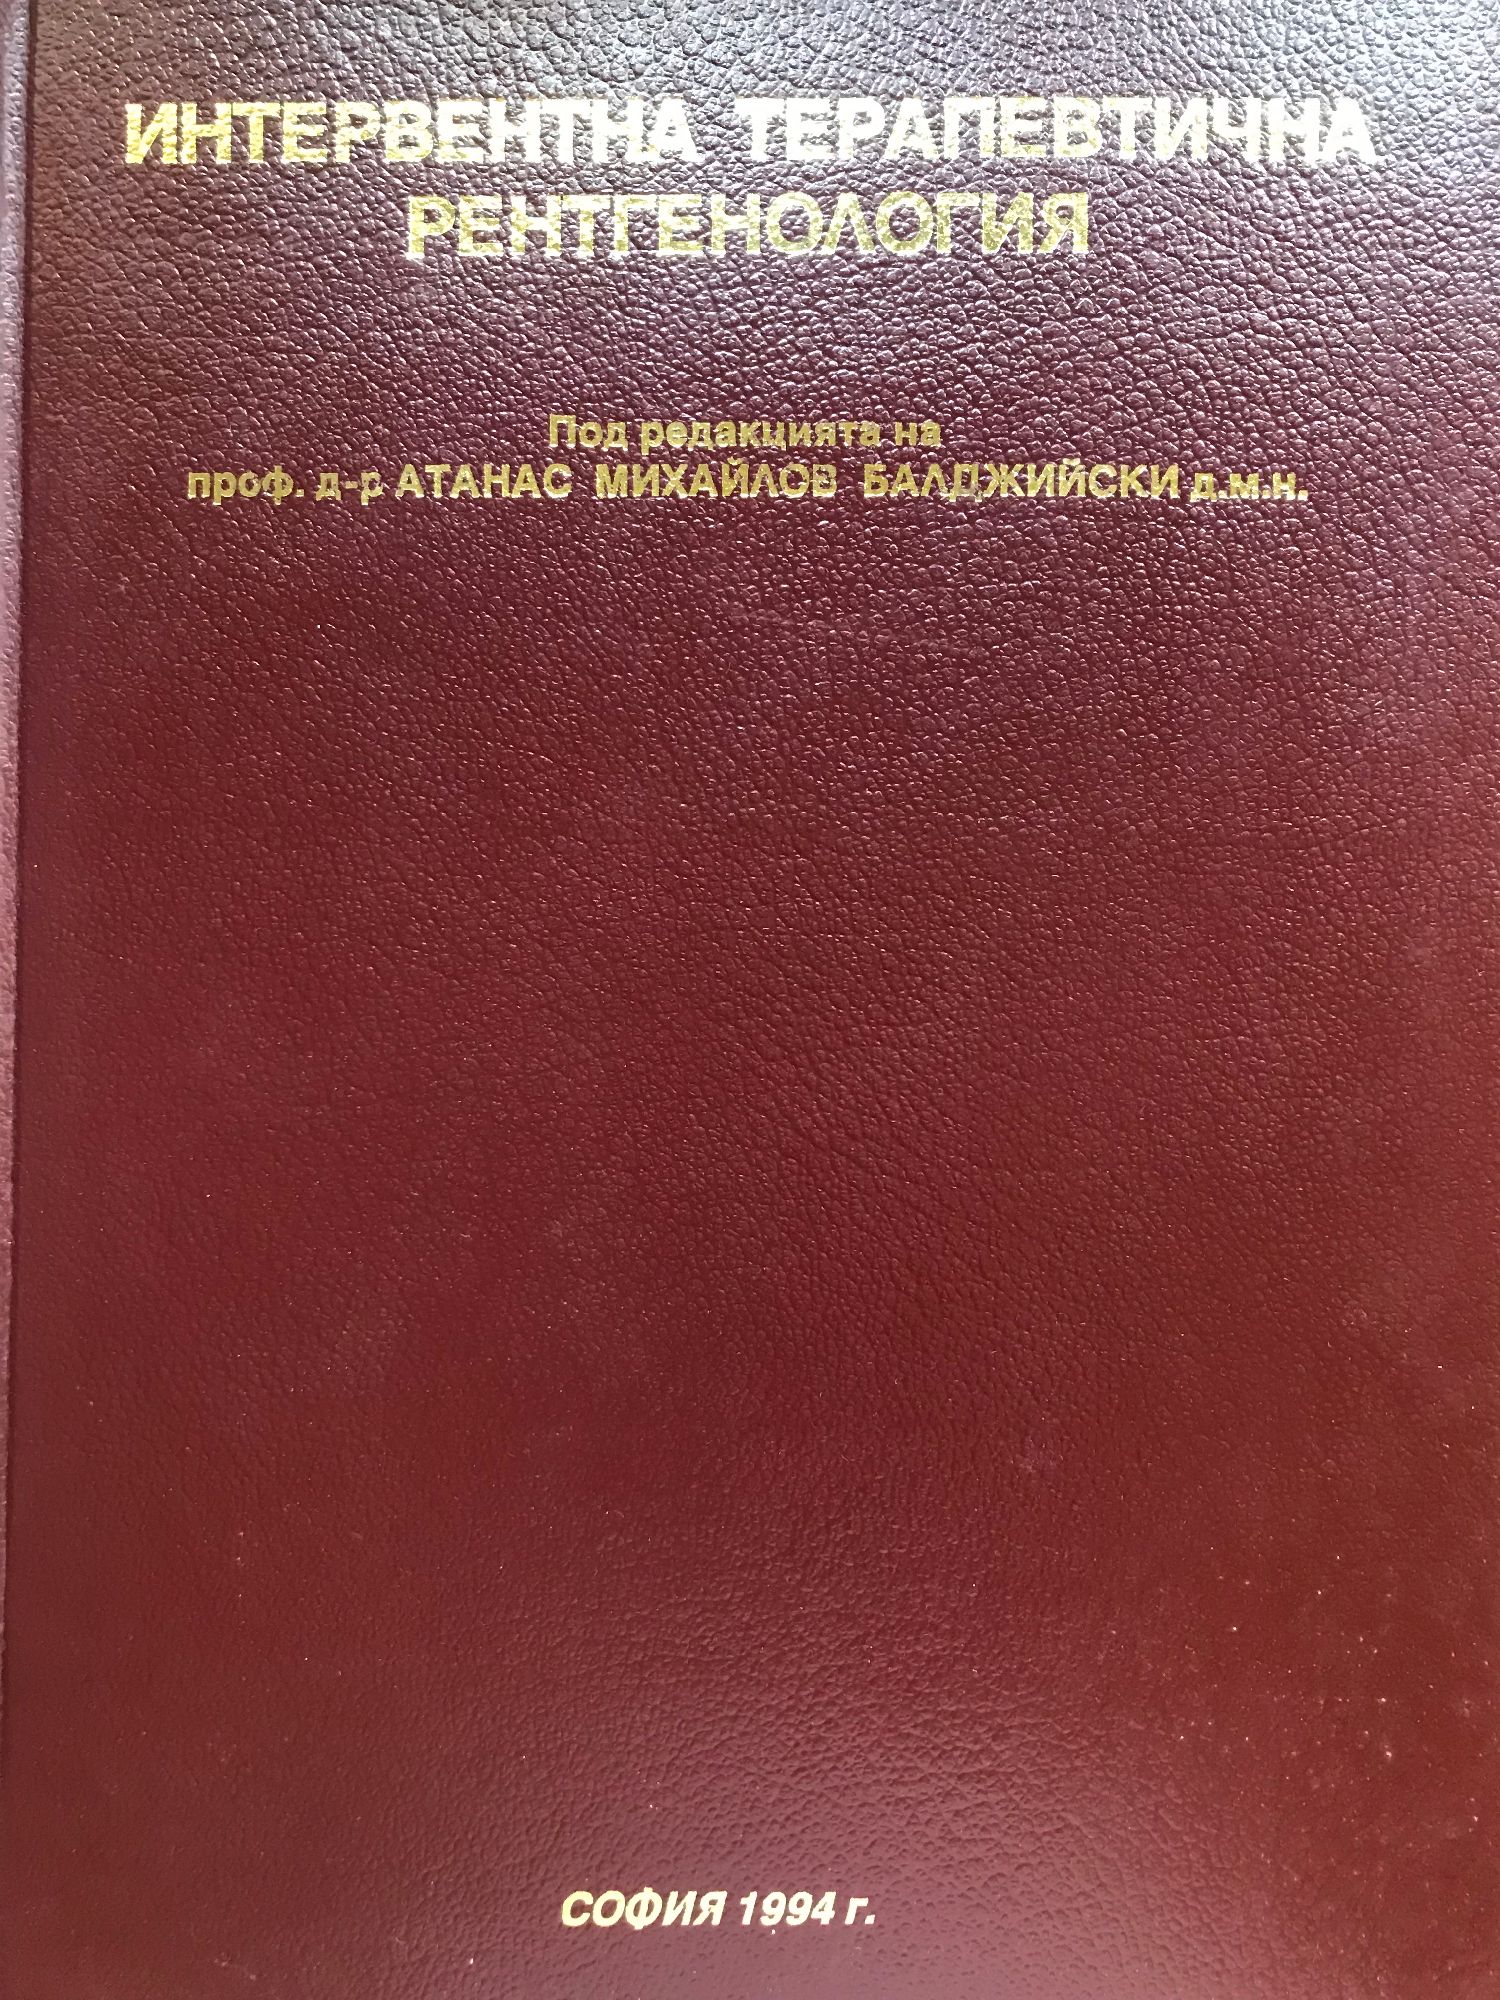 ИНТЕРВЕНТНА ТЕРАПЕВТИЧНА
РЕНТГЕНОЛОГИЯ
Под редакцията на
проф. д-р АТАНАС МИХАЙЛОВ БАЛДЖИЙСКИ д.м.н.
СОФИЯ 1994 г.